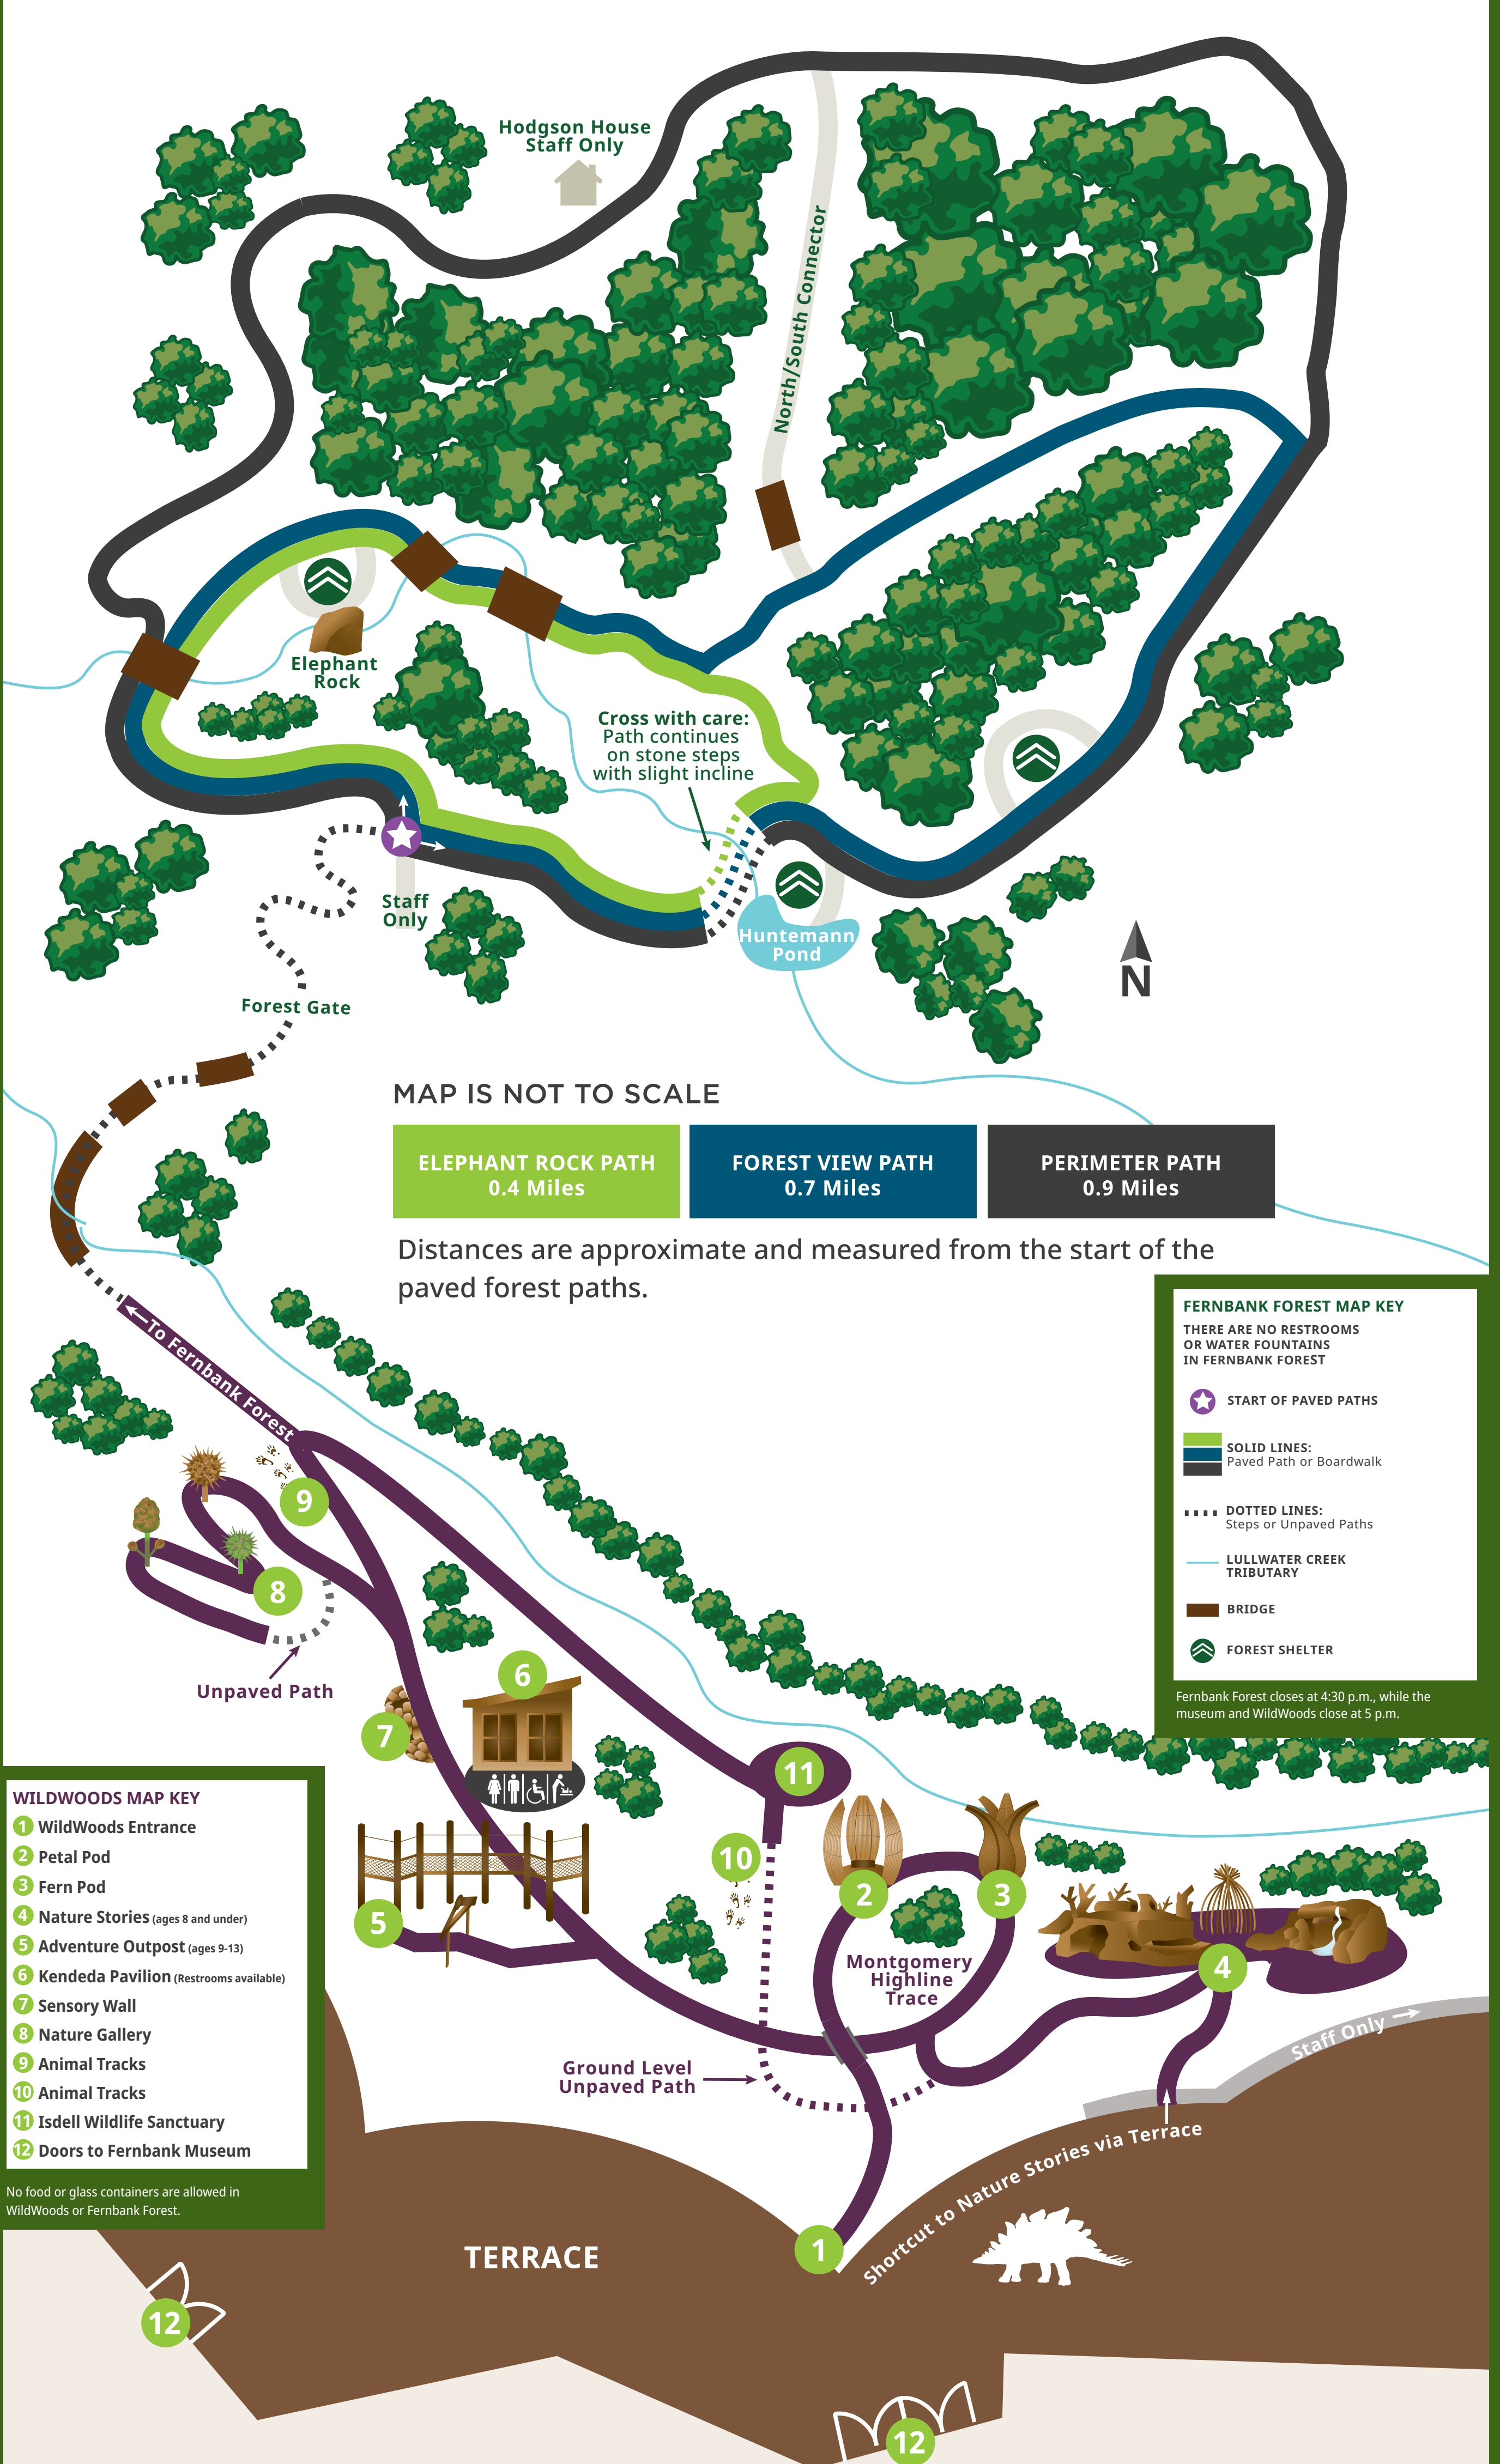 Hodgson House
Staff Only
North/South Connector
Elephant
Rock
Cross with care:
Path continues
on stone steps
with slight incline
Staff
Only
Huntemann
Pond
N
Forest Gate
MAP IS NOT TO SCALE
ELEPHANT ROCK PATH
0.4 Miles
FOREST VIEW PATH
0.7 Miles
PERIMETER PATH
0.9 Miles
Distances are approximate and measured from the start of the
paved forest paths.
FERNBANK FOREST MAP KEY
THERE ARE NO RESTROOMS
OR WATER FOUNTAINS
IN FERNBANK FOREST
START OF PAVED PATHS
SOLID LINES:
Paved Path or Boardwalk
DOTTED LINES:
Steps or Unpaved Paths
LULLWATER CREEK
TRIBUTARY
BRIDGE
FOREST SHELTER
Fernbank Forest closes at 4:30 p.m., while the
museum and WildWoods close at 5 p.m.
To Fernbank Forest
9
8
Unpaved Path
6
7
11
10
2
3
5
4
Montgomery
Highline
Trace
Ground Level
Unpaved Path
Staff Only
Shortcut to Nature Stories via Terrace
WILDWOODS MAP KEY
1 WildWoods Entrance
2 Petal Pod
3 Fern Pod
4 Nature Stories (ages 8 and under)
5 Adventure Outpost (ages 9-13)
6 Kendeda Pavilion (Restrooms available)
7 Sensory Wall
8 Nature Gallery
9 Animal Tracks
10 Animal Tracks
11 Isdell Wildlife Sanctuary
12 Doors to Fernbank Museum
No food or glass containers are allowed in
WildWoods or Fernbank Forest.
TERRACE
1
12
12